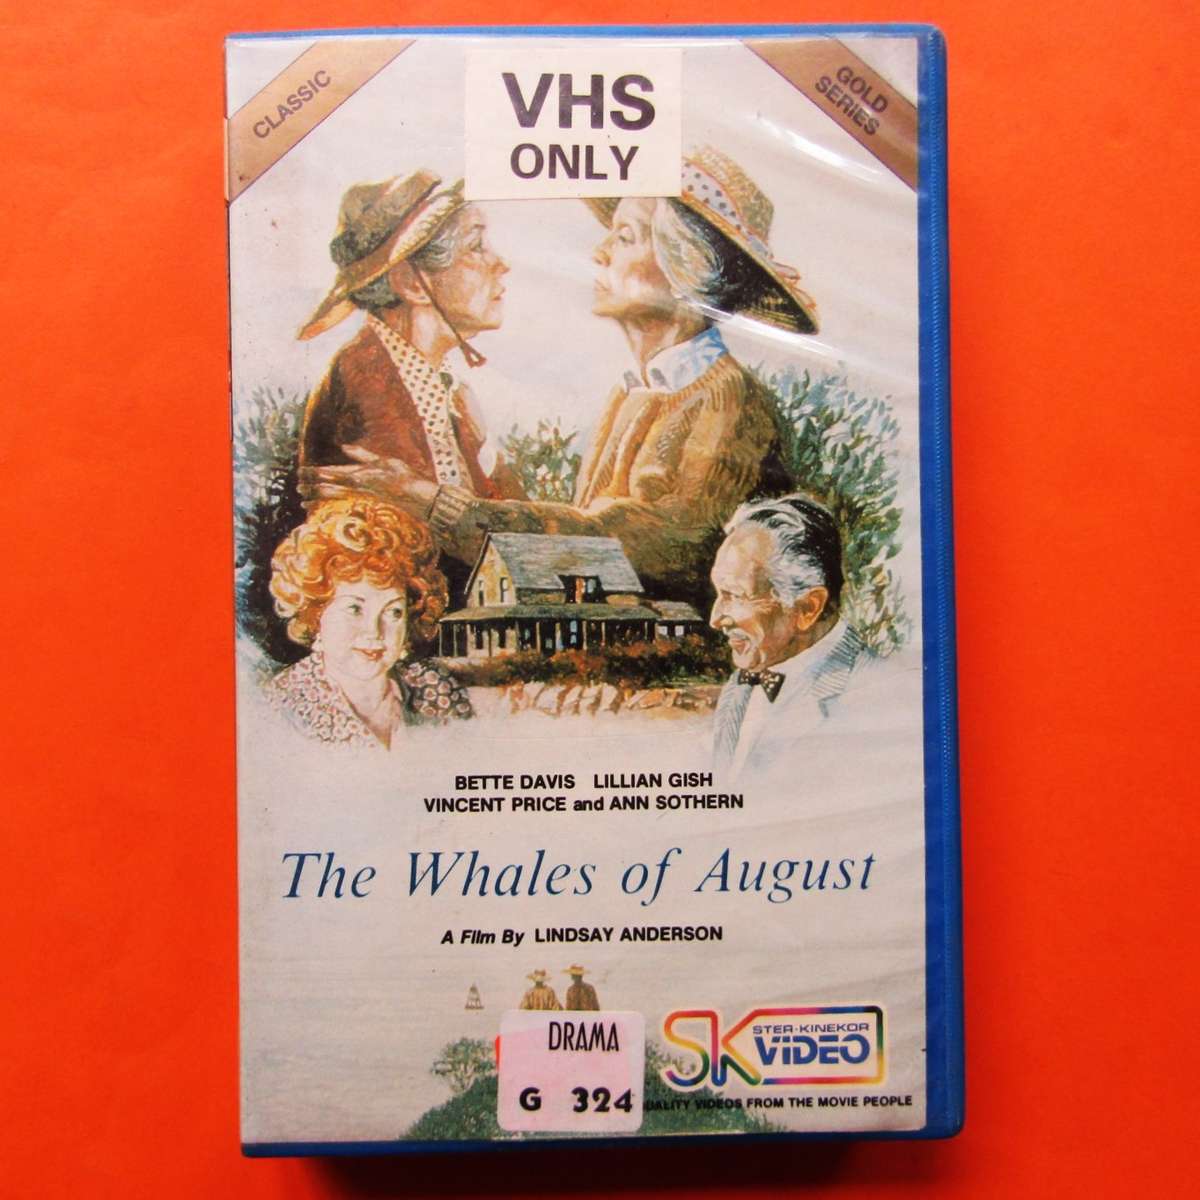 CLASSIC
VHS
ONLY
GOLD
SERIES
BETTE DAVIS LILLIAN GISH
VINCENT PRICE and ANN SOTHERN
The Whales of August
A Film By LINDSAY ANDERSON
DRAMA
G 324
SK
STER-KINEKOR
ViDEO
VIDEOS FROM THE MOVIE PEOPLE